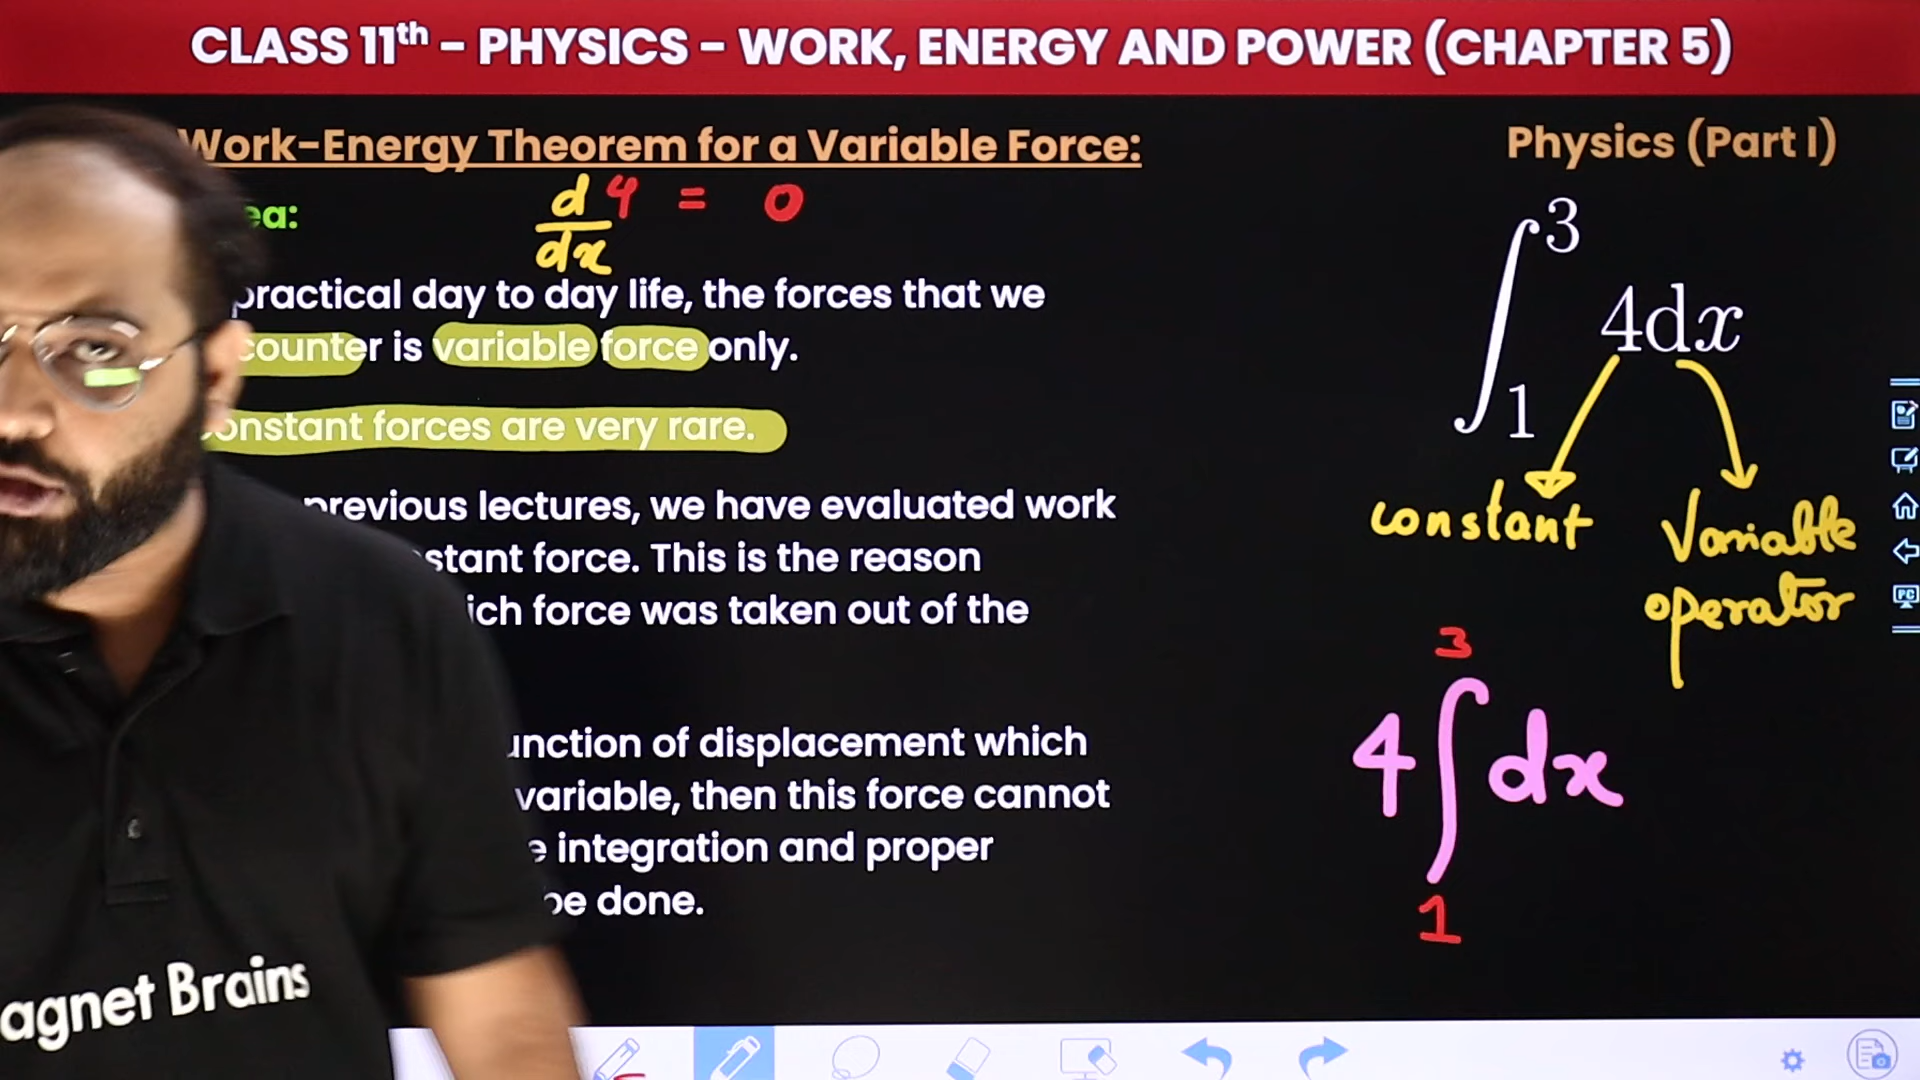 CLASS 11th – PHYSICS – WORK, ENERGY AND POWER (CHAPTER 5)
Work-Energy Theorem for a Variable Force:
Physics (Part I)
ea:
d/dx 4 = 0
practical day to day life, the forces that we
counter is variable force only.
constant forces are very rare.
previous lectures, we have evaluated work
stant force. This is the reason
ich force was taken out of the
unction of displacement which
variable, then this force cannot
e integration and proper
be done.
∫₁³ 4dx
constant
Variable
operator
4 ∫₁³ dx
agnet Brains
PC